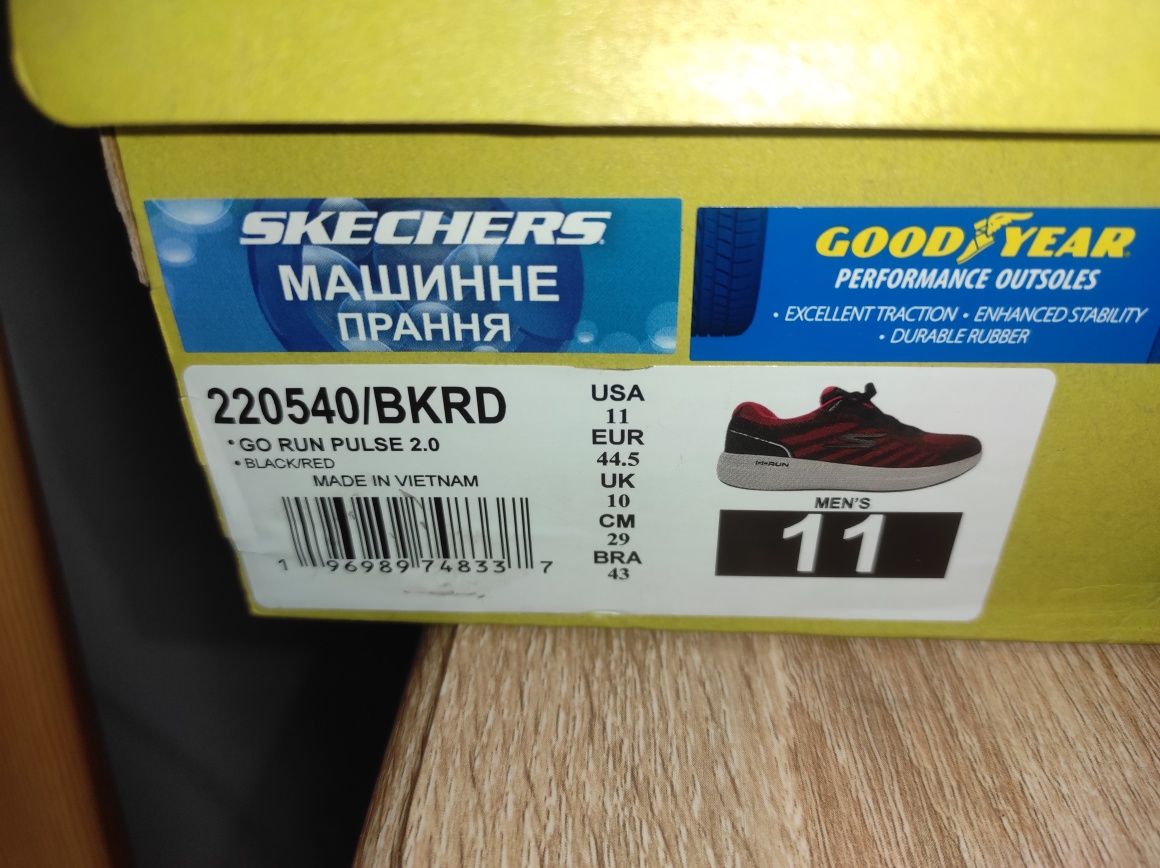 SKECHERS
МАШИННЕ
ПРАННЯ
GOOD YEAR
PERFORMANCE OUTSOLES
• EXCELLENT TRACTION • ENHANCED STABILITY
• DURABLE RUBBER
220540/BKRD
• GO RUN PULSE 2.0
• BLACK/RED
MADE IN VIETNAM
1 96989 74833 7
USA
11
EUR
44.5
UK
10
CM
29
BRA
43
MEN'S
11